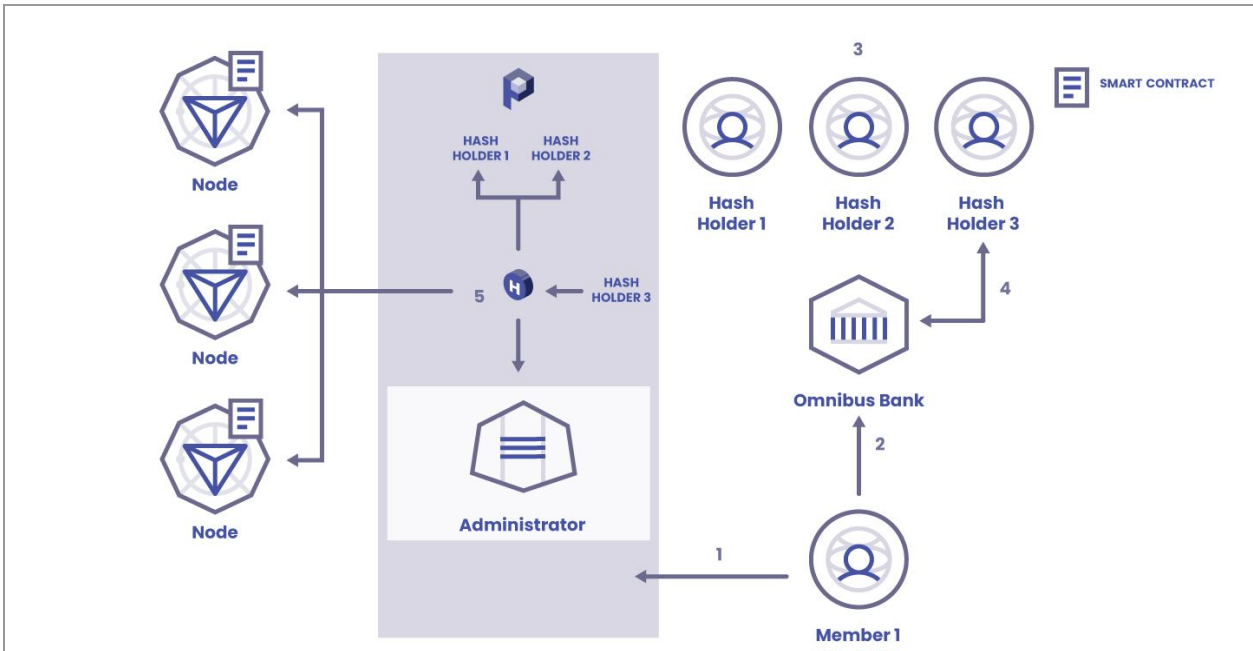 3
SMART CONTRACT
HASH
HOLDER 1
HASH
HOLDER 2
Node
Hash
Holder 1
Hash
Holder 2
Hash
Holder 3
5
H
HASH
HOLDER 3
4
Node
Omnibus Bank
2
Administrator
Node
1
Member 1